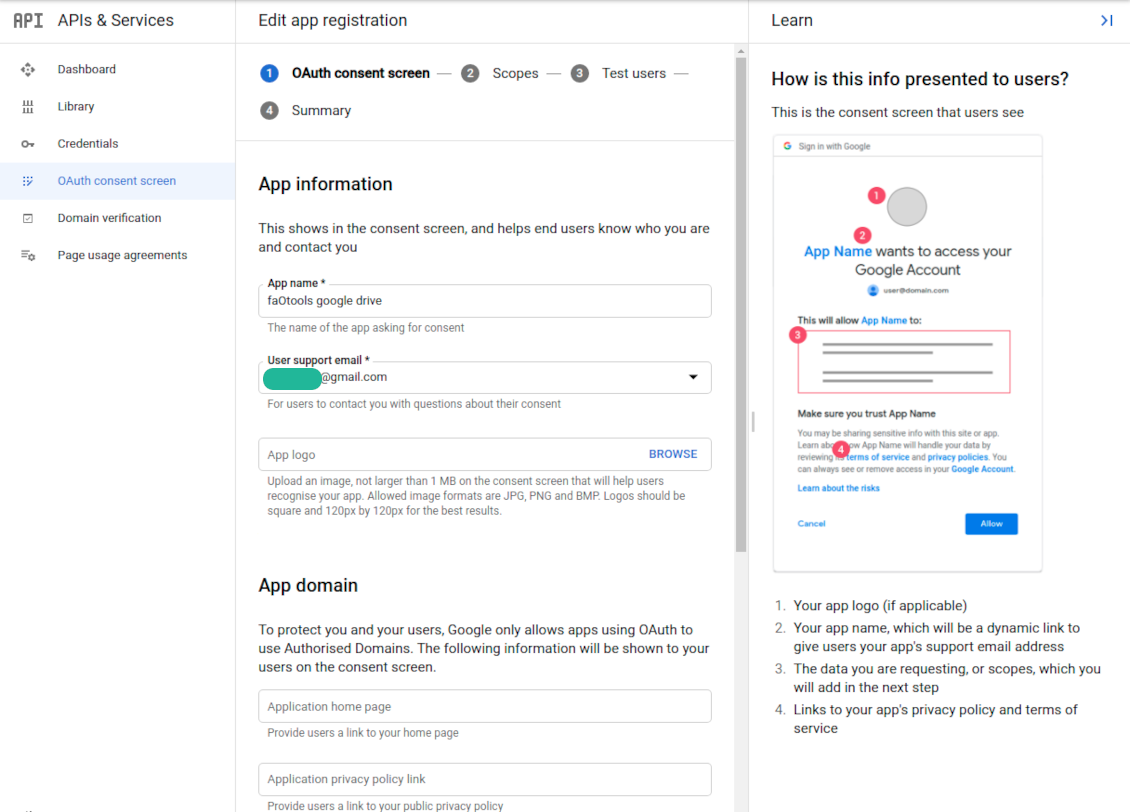 API APIs & Services
Dashboard
Library
Credentials
OAuth consent screen
Domain verification
Page usage agreements
Edit app registration
1 OAuth consent screen — 2 Scopes — 3 Test users —
4 Summary
App information
This shows in the consent screen, and helps end users know who you are
and contact you
App name *
faOtools google drive
The name of the app asking for consent
User support email *
@gmail.com
For users to contact you with questions about their consent
App logo BROWSE
Upload an image, not larger than 1 MB on the consent screen that will help users
recognise your app. Allowed image formats are JPG, PNG and BMP. Logos should be
square and 120px by 120px for the best results.
App domain
To protect you and your users, Google only allows apps using OAuth to
use Authorised Domains. The following information will be shown to your
users on the consent screen.
Application home page
Provide users a link to your home page
Application privacy policy link
Provide users a link to your public privacy policy
Learn
How is this info presented to users?
This is the consent screen that users see
G Sign in with Google
1
2
App Name wants to access your
Google Account
user@domain.com
This will allow App Name to:
3
Make sure you trust App Name
You may be sharing sensitive info with this site or app.
Learn about how App Name will handle your data by
reviewing its terms of service and privacy policies. You
4
can always see or remove access in your Google Account.
Learn about the risks
Cancel Allow
1. Your app logo (if applicable)
2. Your app name, which will be a dynamic link to
give users your app's support email address
3. The data you are requesting, or scopes, which you
will add in the next step
4. Links to your app's privacy policy and terms of
service